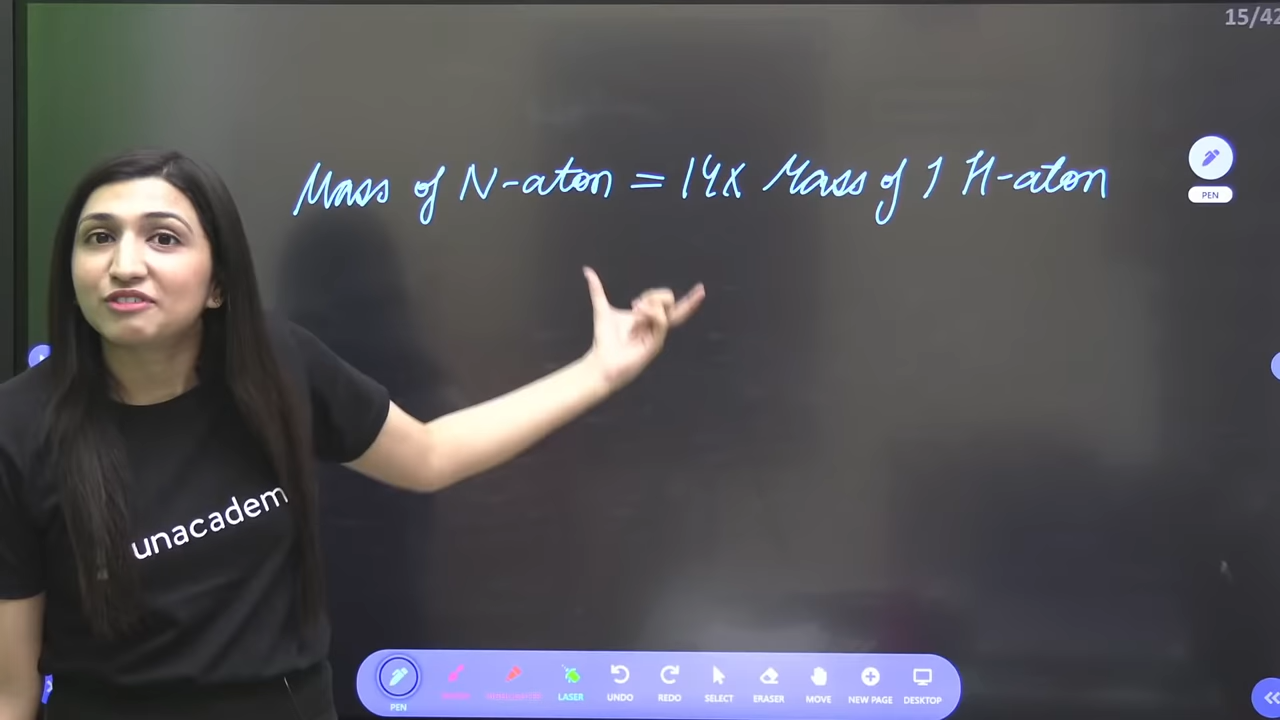 15/42
Mass of N-atom = 14x Mass of 1 H-atom
PEN
unacadem
PEN
LASER
UNDO
REDO
SELECT
ERASER
MOVE
NEW PAGE
DESKTOP